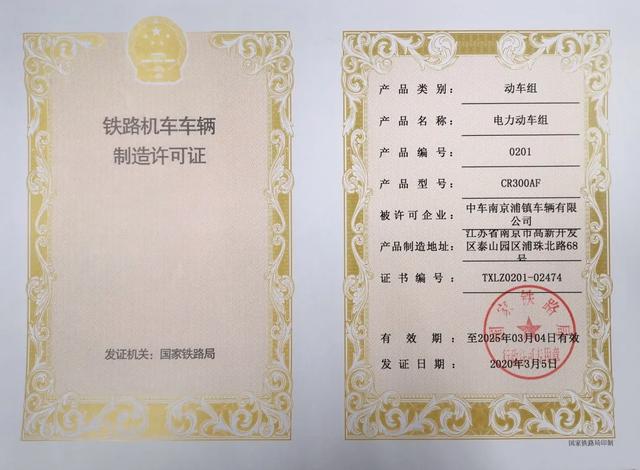 铁路机车车辆
制造许可证
发证机关：国家铁路局
产品类别： 动车组
产品名称： 电力动车组
产品编号： 0201
产品型号： CR300AF
被许可企业： 中车南京浦镇车辆有限
公司
产品制造地址： 江苏省南京市高新开发
区泰山园区浦珠北路68
号
证书编号： TXLZ0201-02474
国家铁路局
有效期： 至2025年03月04日有效
发证日期： 2020年3月5日
国家铁路局印制